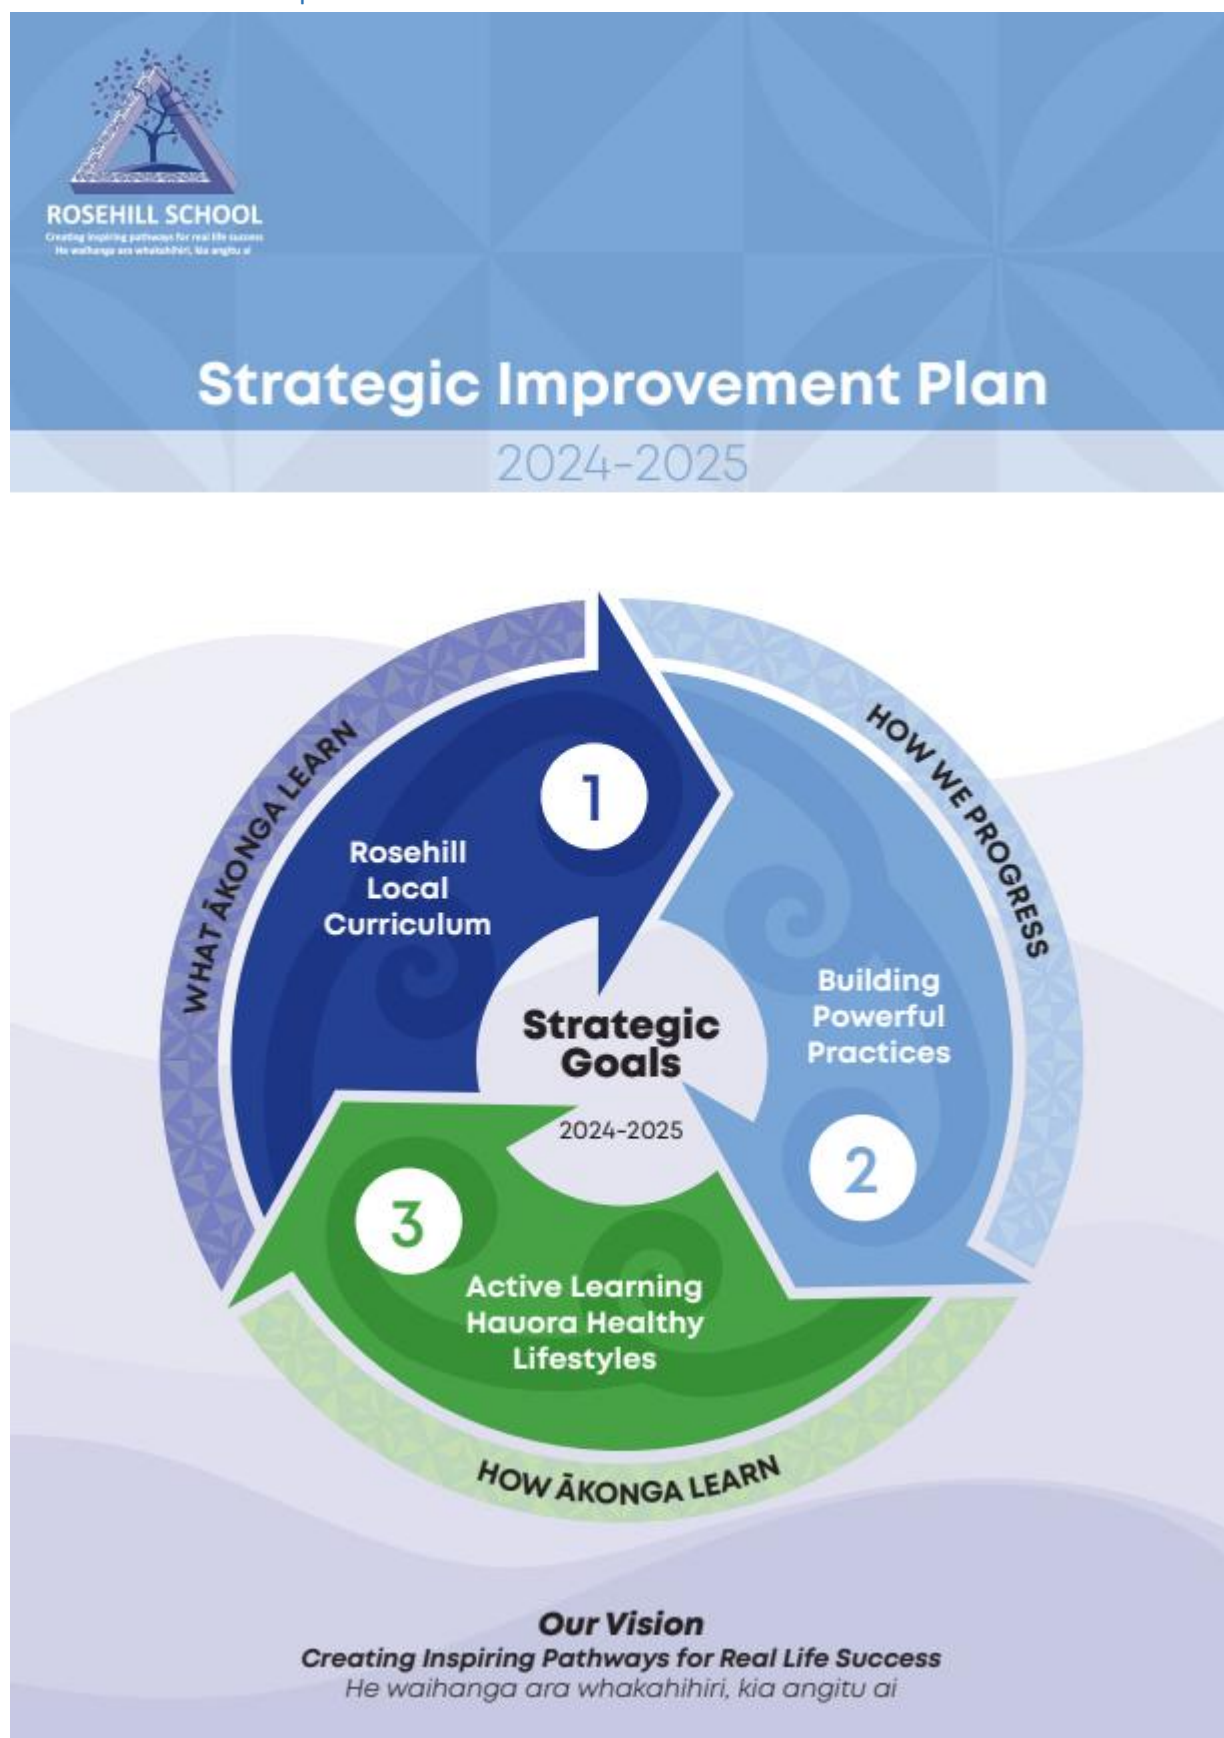 ROSEHILL SCHOOL
Creating inspiring pathways for real life success
He waihanga ara whakahihiri, kia angitu ai
Strategic Improvement Plan
2024-2025
WHAT ĀKONGA LEARN
HOW WE PROGRESS
1
Rosehill
Local
Curriculum
Building
Powerful
Practices
2
Strategic
Goals
2024-2025
3
Active Learning
Hauora Healthy
Lifestyles
HOW ĀKONGA LEARN
Our Vision
Creating Inspiring Pathways for Real Life Success
He waihanga ara whakahihiri, kia angitu ai